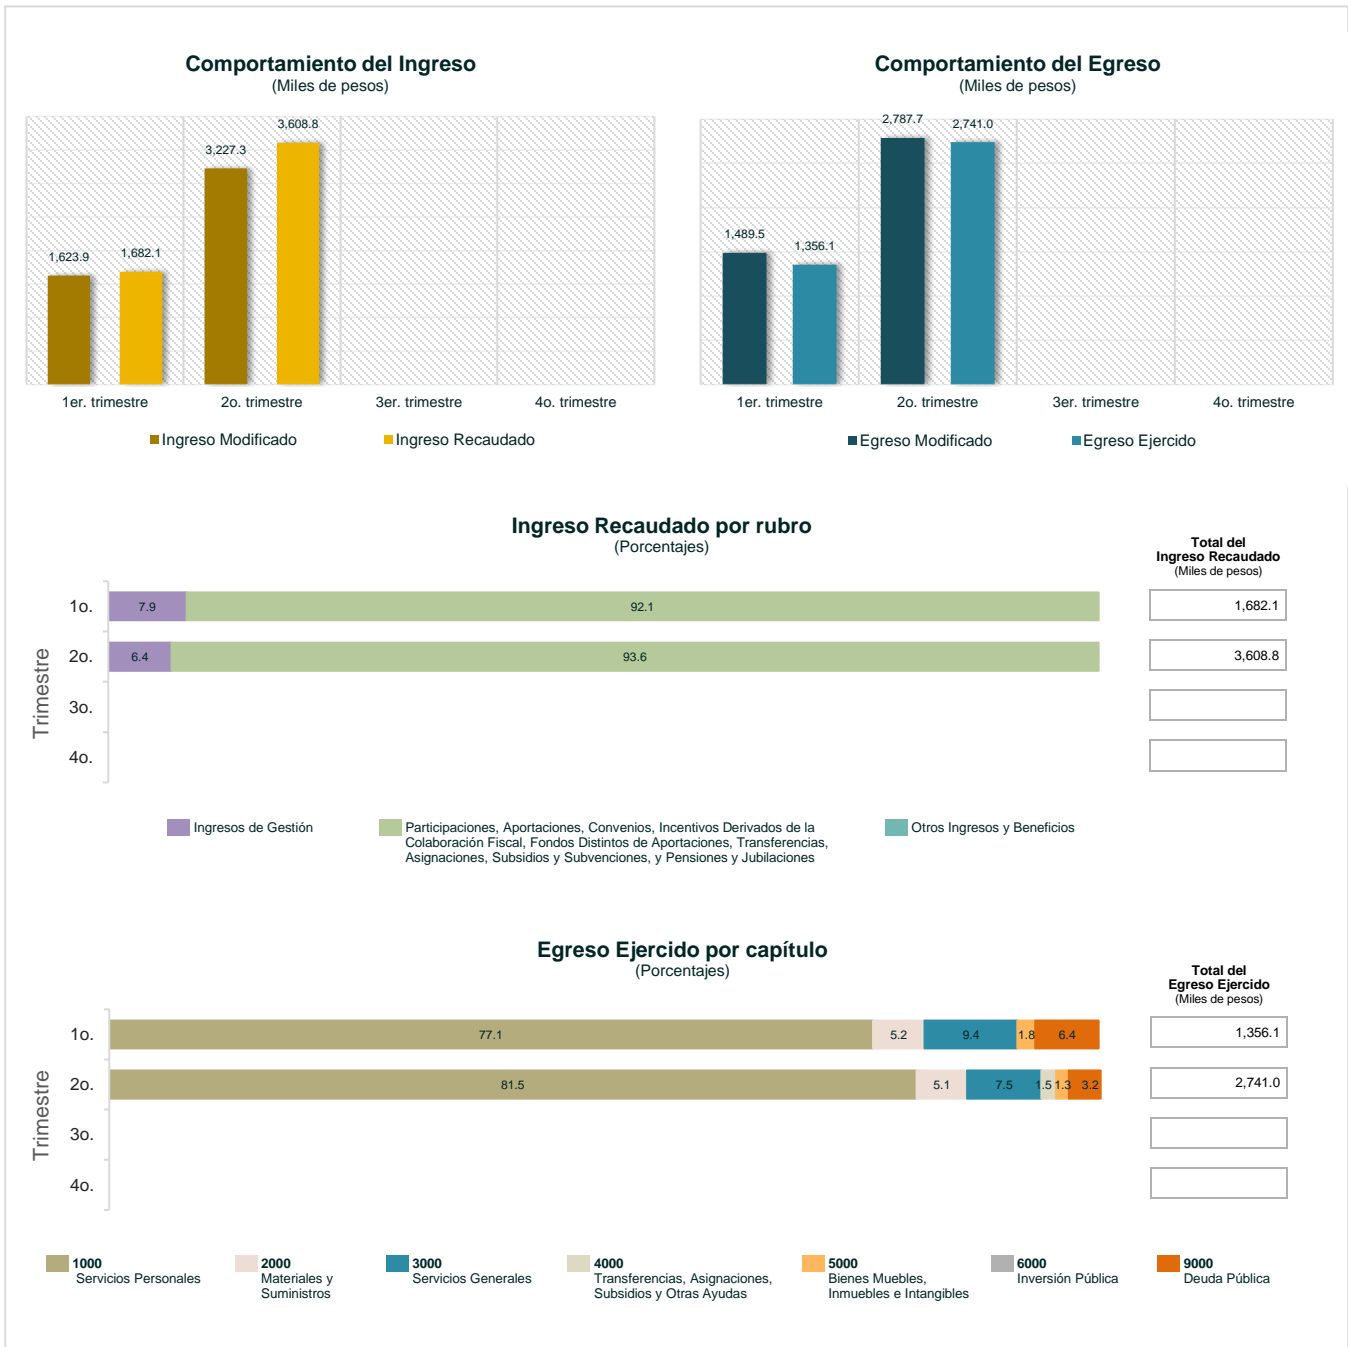 Comportamiento del Ingreso
(Miles de pesos)
3,608.8
3,227.3
1,623.9
1,682.1
1er. trimestre
2o. trimestre
3er. trimestre
4o. trimestre
Ingreso Modificado
Ingreso Recaudado
Comportamiento del Egreso
(Miles de pesos)
2,787.7
2,741.0
1,489.5
1,356.1
1er. trimestre
2o. trimestre
3er. trimestre
4o. trimestre
Egreso Modificado
Egreso Ejercido
Ingreso Recaudado por rubro
(Porcentajes)
Total del
Ingreso Recaudado
(Miles de pesos)
Trimestre
1o.
7.9
92.1
1,682.1
2o.
6.4
93.6
3,608.8
3o.
4o.
Ingresos de Gestión
Participaciones, Aportaciones, Convenios, Incentivos Derivados de la
Colaboración Fiscal, Fondos Distintos de Aportaciones, Transferencias,
Asignaciones, Subsidios y Subvenciones, y Pensiones y Jubilaciones
Otros Ingresos y Beneficios
Egreso Ejercido por capítulo
(Porcentajes)
Total del
Egreso Ejercido
(Miles de pesos)
Trimestre
1o.
77.1
5.2
9.4
1.8
6.4
1,356.1
2o.
81.5
5.1
7.5
1.5
1.3
3.2
2,741.0
3o.
4o.
1000
Servicios Personales
2000
Materiales y
Suministros
3000
Servicios Generales
4000
Transferencias, Asignaciones,
Subsidios y Otras Ayudas
5000
Bienes Muebles,
Inmuebles e Intangibles
6000
Inversión Pública
9000
Deuda Pública